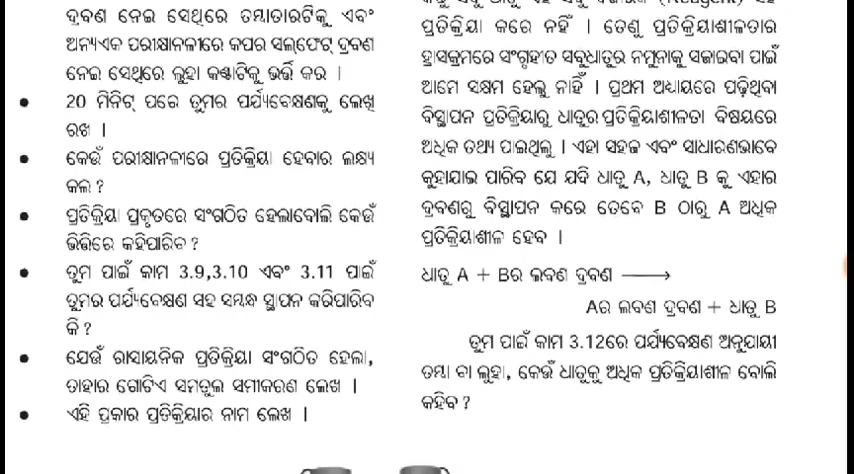 ଦ୍ରବଣ ନେଇ ସେଥିରେ ତମ୍ବାତାରଟିକୁ ଏବଂ
ଅନ୍ୟଏକ ପରୀକ୍ଷାନଳୀରେ କପର ସଲ୍‌ଫେଟ୍ ଦ୍ରବଣ
ନେଇ ସେଥିରେ ଲୁହା କଣ୍ଟାଟିକୁ ଭର୍ତ୍ତି କର ।
• 20 ମିନିଟ୍ ପରେ ତୁମର ପର୍ଯ୍ୟବେକ୍ଷଣକୁ ଲେଖି
ରଖ ।
• କେଉଁ ପରୀକ୍ଷାନଳୀରେ ପ୍ରତିକ୍ରିୟା ହେବାର ଲକ୍ଷ୍ୟ
କଲ ?
• ପ୍ରତିକ୍ରିୟା ପ୍ରକୃତରେ ସଂଗଠିତ ହେଲାବୋଲି କେଉଁ
ଭିତ୍ତିରେ କହିପାରିବ ?
• ତୁମ ପାଇଁ କାମ 3.9,3.10 ଏବଂ 3.11 ପାଇଁ
ତୁମର ପର୍ଯ୍ୟବେକ୍ଷଣ ସହ ସମ୍ବନ୍ଧ ସ୍ଥାପନ କରିପାରିବ
କି ?
• ଯେଉଁ ରାସାୟନିକ ପ୍ରତିକ୍ରିୟା ସଂଗଠିତ ହେଲା,
ତାହାର ଗୋଟିଏ ସମତୁଲ ସମୀକରଣ ଲେଖ ।
• ଏହି ପ୍ରକାର ପ୍ରତିକ୍ରିୟାର ନାମ ଲେଖ ।
ପ୍ରତିକ୍ରିୟା କରେ ନହିଁ । ତେଣୁ ପ୍ରତିକ୍ରିୟାଶୀଳତାର
ହ୍ରାସକ୍ରମରେ ସଂଗୃହୀତ ସବୁଧାତୁର ନମୁନାକୁ ସଜାଇବା ପାଇଁ
ଆମେ ସକ୍ଷମ ହେଲୁ ନାହିଁ । ପ୍ରଥମ ଅଧ୍ୟାୟରେ ପଢ଼ିଥିବା
ବିସ୍ଥାପନ ପ୍ରତିକ୍ରିୟାରୁ ଧାତୁର ପ୍ରତିକ୍ରିୟାଶୀଳତା ବିଷୟରେ
ଅଧିକ ତଥ୍ୟ ପାଇଥିଲୁ । ଏହା ସହଜ ଏବଂ ସାଧାରଣଭାବେ
କୁହାଯାଇ ପାରିବ ଯେ ଯଦି ଧାତୁ A, ଧାତୁ B କୁ ଏହାର
ଦ୍ରବଣରୁ ବିସ୍ଥାପନ କରେ ତେବେ B ଠାରୁ A ଅଧିକ
ପ୍ରତିକ୍ରିୟାଶୀଳ ହେବ ।
ଧାତୁ A + Bର ଲବଣ ଦ୍ରବଣ ⟶
Aର ଲବଣ ଦ୍ରବଣ + ଧାତୁ B
ତୁମ ପାଇଁ କାମ 3.12ରେ ପର୍ଯ୍ୟବେକ୍ଷଣ ଅନୁଯାୟୀ
ତମ୍ବା ବା ଲୁହା, କେଉଁ ଧାତୁକୁ ଅଧିକ ପ୍ରତିକ୍ରିୟାଶୀଳ ବୋଲି
କହିବ ?